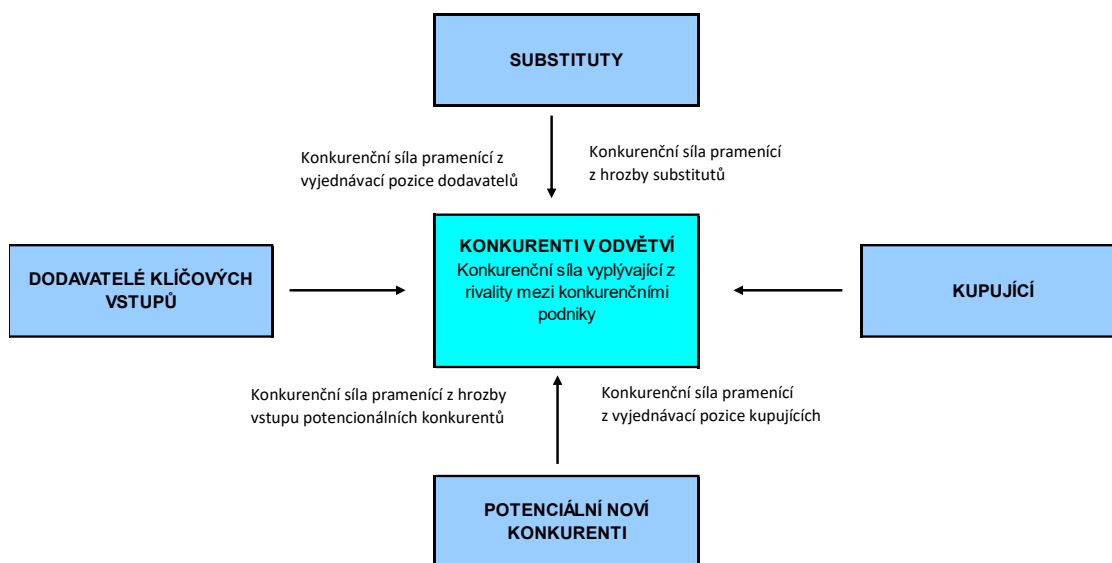 SUBSTITUTY
Konkurenční síla pramenící z
vyjednávací pozice dodavatelů
Konkurenční síla pramenící
z hrozby substitutů
DODAVATELÉ KLÍČOVÝCH
VSTUPŮ
KONKURENTI V ODVĚTVÍ
Konkurenční síla vyplývající z
rivality mezi konkurenčními
podniky
KUPUJÍCÍ
Konkurenční síla pramenící z hrozby
vstupu potencionálních konkurentů
Konkurenční síla pramenící
z vyjednávací pozice kupujících
POTENCIÁLNÍ NOVÍ
KONKURENTI